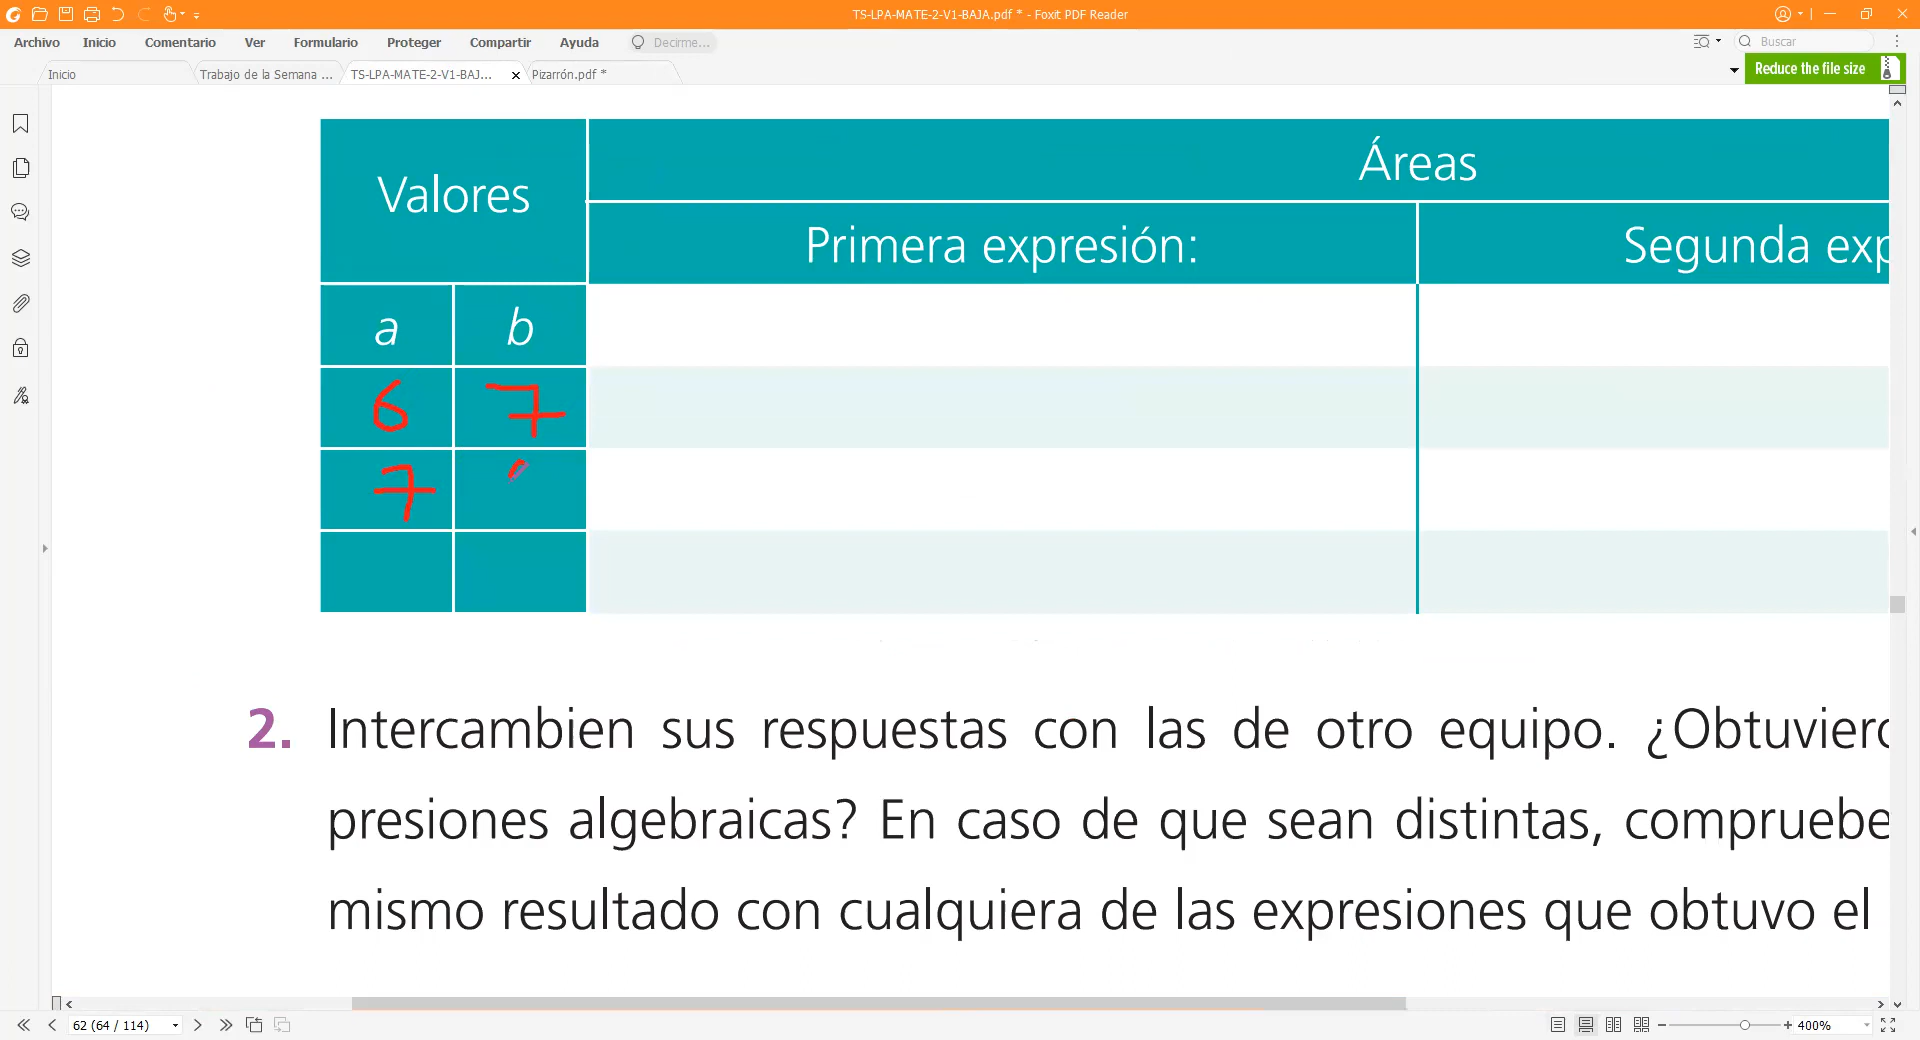 TS-LPA-MATE-2-V1-BAJA.pdf * - Foxit PDF Reader
Archivo Inicio Comentario Ver Formulario Proteger Compartir Ayuda Decirme... Buscar
Inicio Trabajo de la Semana ... TS-LPA-MATE-2-V1-BAJ... Pizarrón.pdf * Reduce the file size
Valores Áreas
Primera expresión: Segunda exp
a b
6 7
7
2. Intercambien sus respuestas con las de otro equipo. ¿Obtuviero
presiones algebraicas? En caso de que sean distintas, compruebe
mismo resultado con cualquiera de las expresiones que obtuvo el
62 (64 / 114) 400%